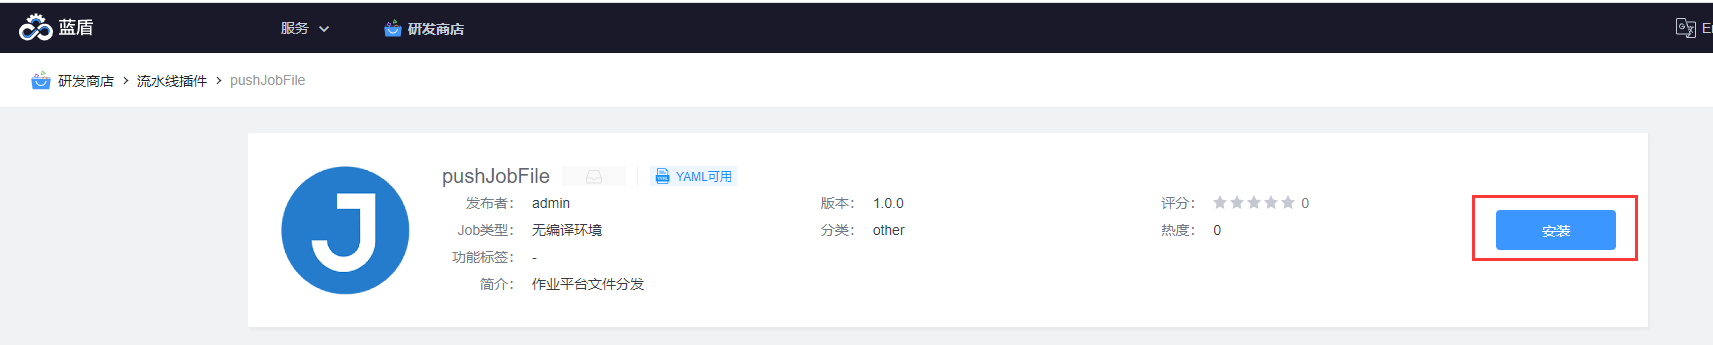 蓝盾 服务 研发商店 En
研发商店 > 流水线插件 > pushJobFile
pushJobFile YAML YAML可用
发布者： admin 版本： 1.0.0 评分： 0
Job类型： 无编译环境 分类： other 热度： 0
功能标签： -
简介： 作业平台文件分发
安装